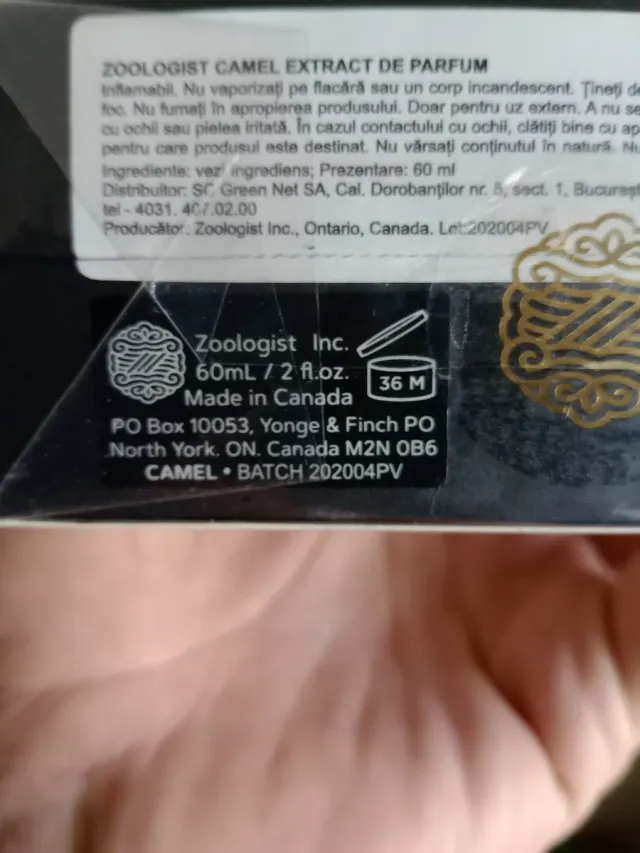 ZOOLOGIST CAMEL EXTRACT DE PARFUM
Inflamabil. Nu vaporizați pe flacără sau un corp incandescent. Țineți de
foc. Nu fumați în apropierea produsului. Doar pentru uz extern. A nu se
cu ochii sau pielea iritată. În cazul contactului cu ochii, clătiți bine cu ap
pentru care produsul este destinat. Nu vărsați conținutul în natură. Nu
Ingrediente: vezi ingrediens; Prezentare: 60 ml
Distribuitor: SC Green Net SA, Cal. Dorobanților nr. 5, sect. 1, Bucureșt
tel - 4031. 407.02.00
Producător: Zoologist Inc., Ontario, Canada. Lot:202004PV
Zoologist Inc.
60mL / 2 fl.oz.
36 M
Made in Canada
PO Box 10053, Yonge & Finch PO
North York. ON. Canada M2N 0B6
CAMEL • BATCH 202004PV